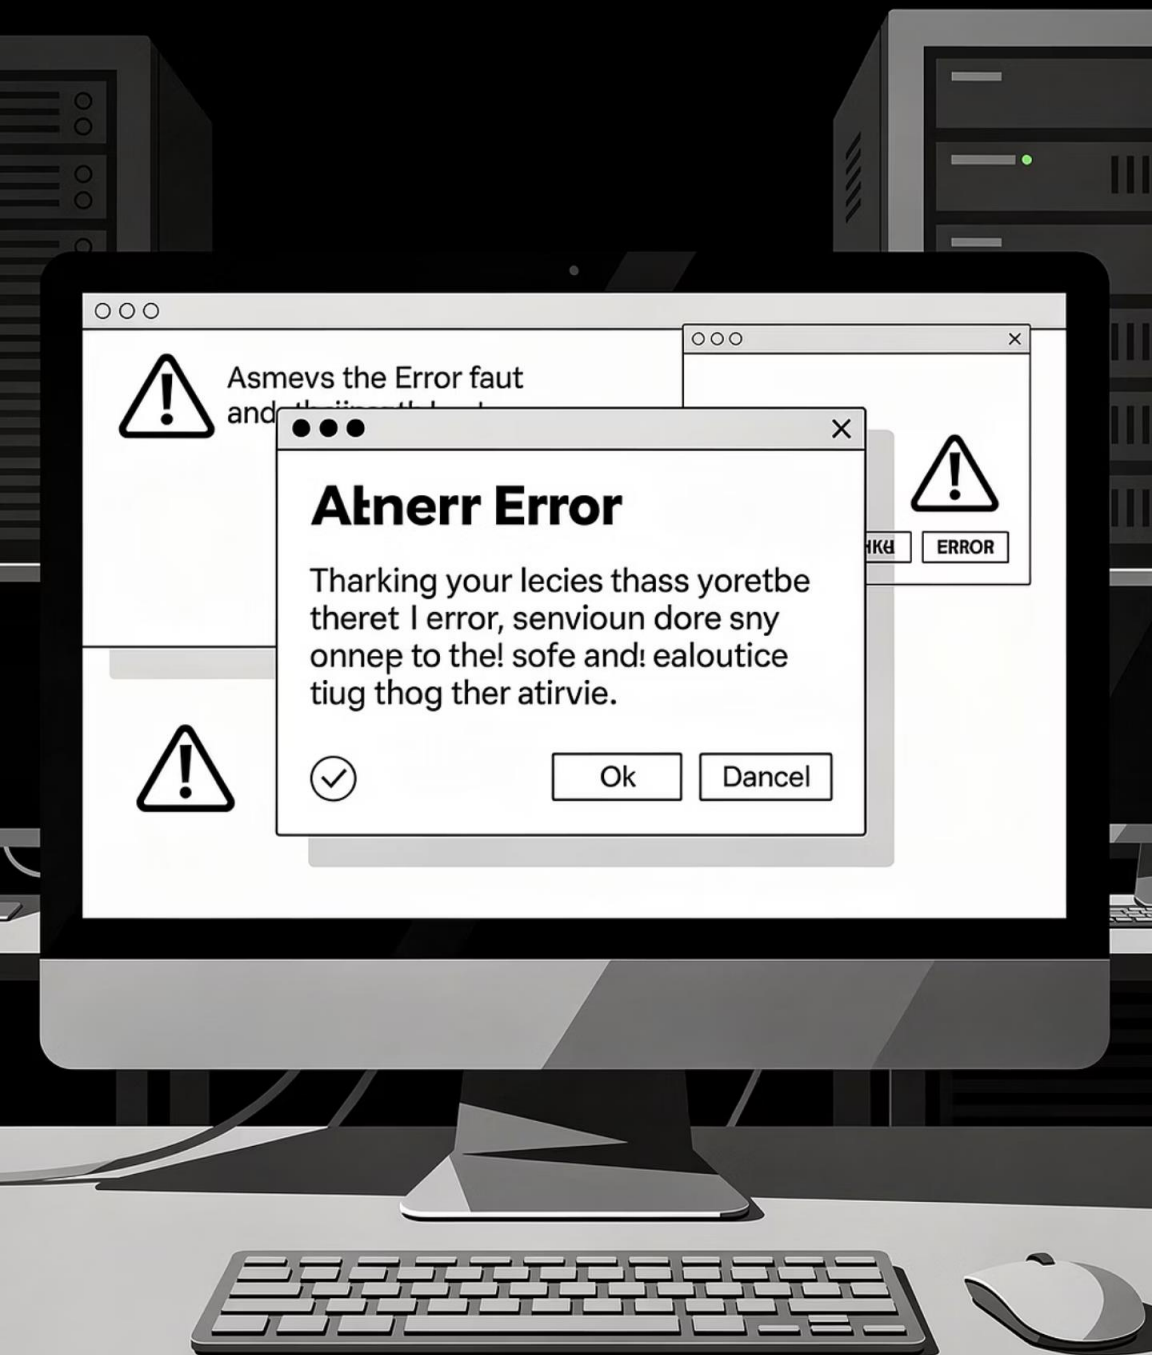 Asmevs the Error faut
and
Atnerr Error
Tharking your lecies thass yoretbe
theret I error, senvioun dore sny
onnep to the! sofe and! ealoutice
tiug thog ther atirvie.
Ok
Dancel
ERROR